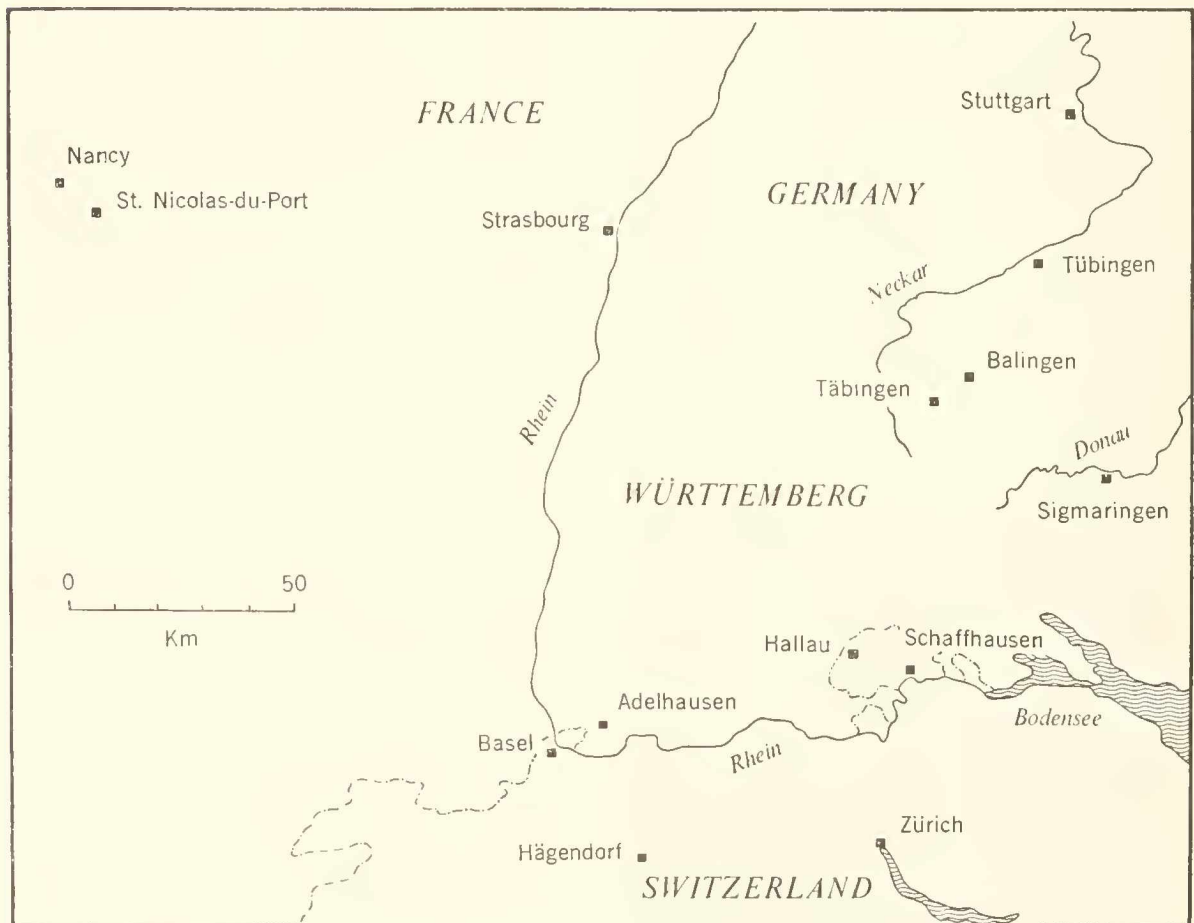 FRANCE
Stuttgart
Nancy
St. Nicolas-du-Port
GERMANY
Strasbourg
Tübingen
Neckar
Balingen
Täbingen
Rhein
Donau
WÜRTTEMBERG
Sigmaringen
0 50
Km
Hallau
Schaffhausen
Adelhausen
Bodensee
Basel
Rhein
Zürich
Hägendorf
SWITZERLAND